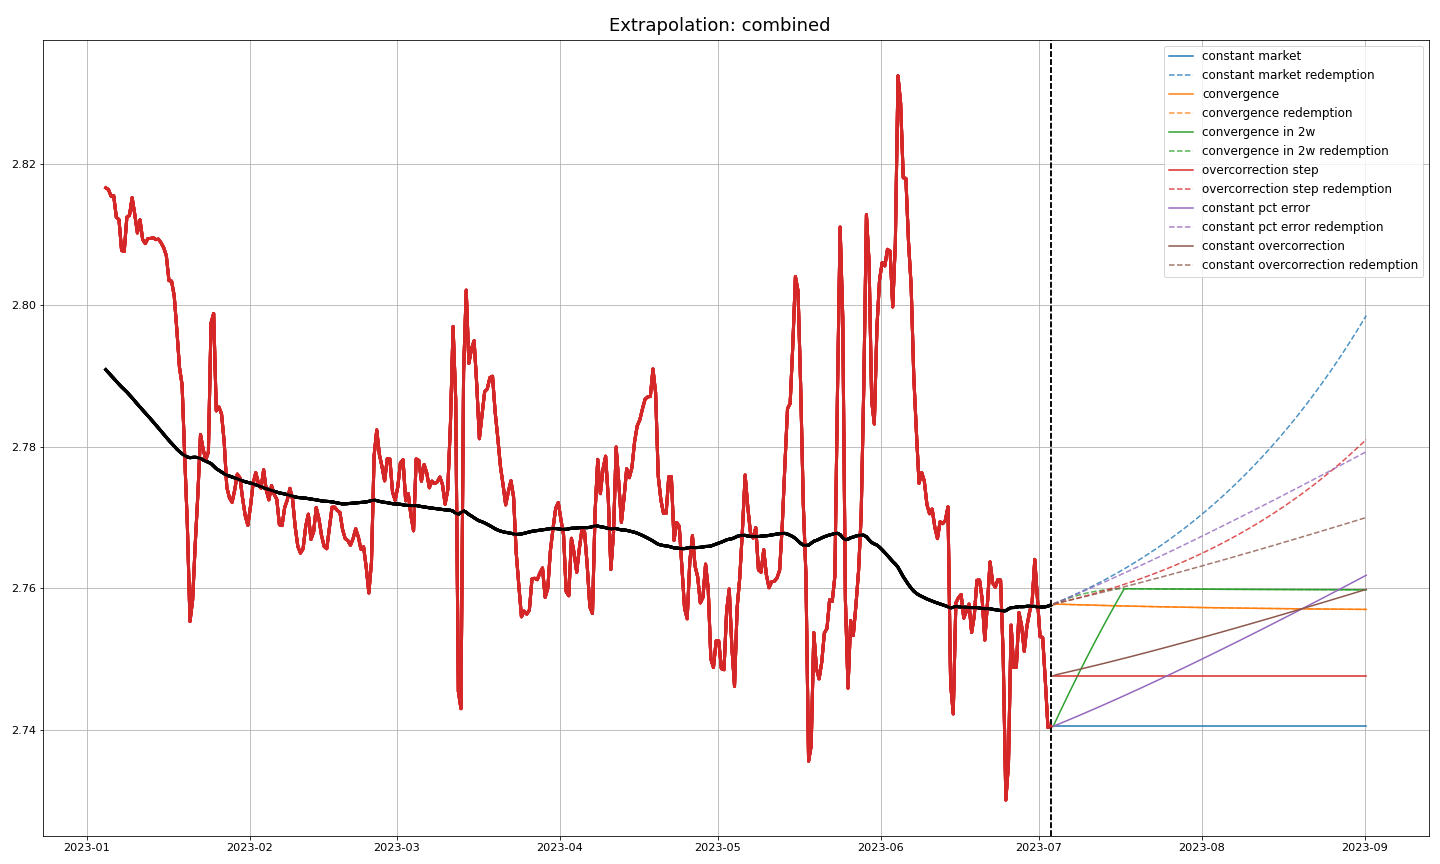 Extrapolation: combined
constant market
constant market redemption
convergence
convergence redemption
convergence in 2w
convergence in 2w redemption
overcorrection step
overcorrection step redemption
constant pct error
constant pct error redemption
constant overcorrection
constant overcorrection redemption
2.82
2.80
2.78
2.76
2.74
2023-01 2023-02 2023-03 2023-04 2023-05 2023-06 2023-07 2023-08 2023-09